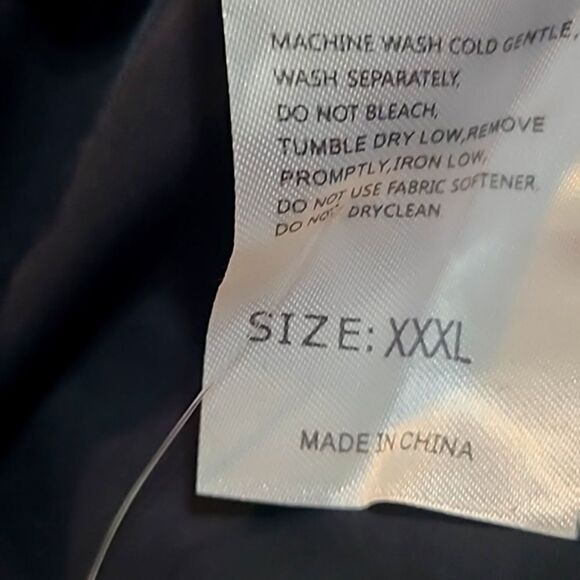 MACHINE WASH COLD GENTLE,
WASH SEPARATELY,
DO NOT BLEACH,
TUMBLE DRY LOW,REMOVE
PROMPTLY,IRON LOW,
DO NOT USE FABRIC SOFTENER.
DO NOT DRYCLEAN
SIZE: XXXL
MADE IN CHINA